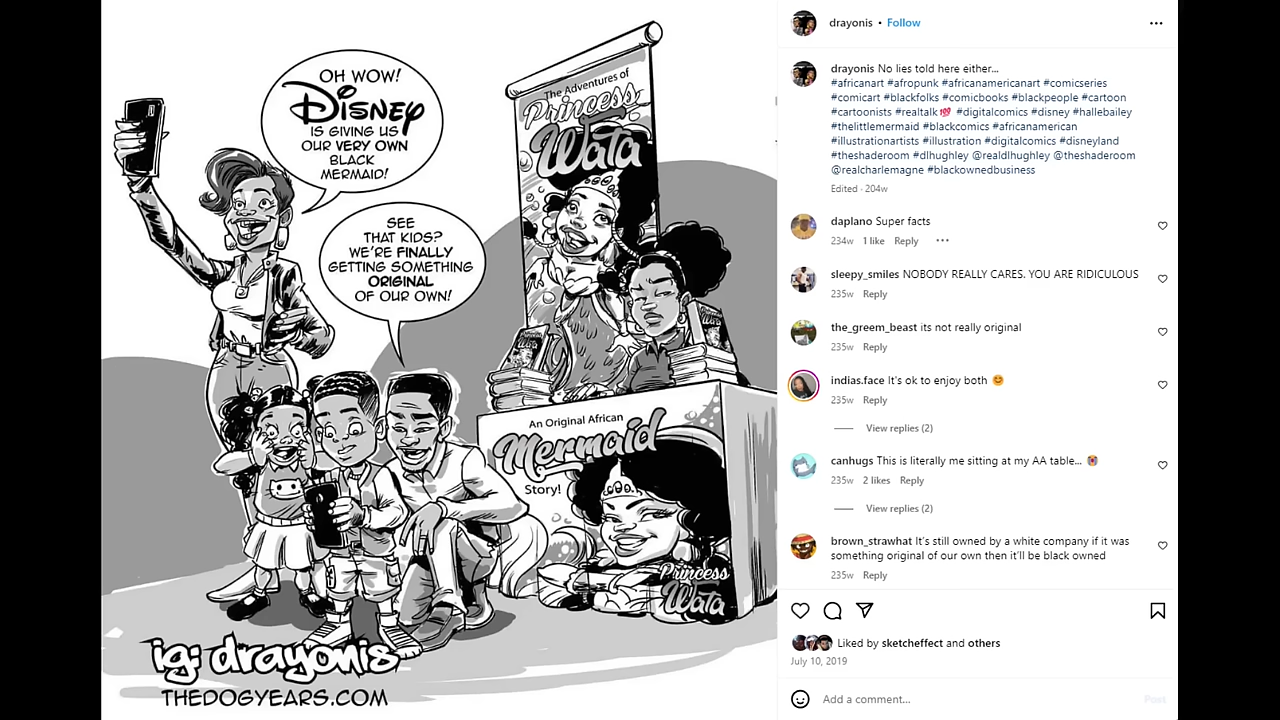 OH WOW!
DISNEY
IS GIVING US
OUR VERY OWN
BLACK
MERMAID!
SEE
THAT KIDS?
WE'RE FINALLY
GETTING SOMETHING
ORIGINAL
OF OUR OWN!
The Adventures of
Princess
Wata
An Original African
Mermaid
Story!
Princess
Wata
ig: drayonis
THEDOGYEARS.COM
drayonis • Follow
drayonis No lies told here either...
#africanart #afropunk #africanamericanart #comicseries
#comicart #blackfolks #comicbooks #blackpeople #cartoon
#cartoonists #realtalk💯 #digitalcomics #disney #hallebailey
#thelittlemermaid #blackcomics #africanamerican
#illustrationartists #illustration #digitalcomics #disneyland
#theshaderoom #dlhughley @realdlhughley @theshaderoom
@realcharlemagne #blackownedbusiness
Edited · 204w
daplano Super facts
234w 1 like Reply
sleepy_smiles NOBODY REALLY CARES. YOU ARE RIDICULOUS
235w Reply
the_greem_beast its not really original
235w Reply
indias.face It's ok to enjoy both 😊
235w Reply
View replies (2)
canhugs This is literally me sitting at my AA table...
235w 2 likes Reply
View replies (2)
brown_strawhat It's still owned by a white company if it was
something original of our own then it'll be black owned
235w Reply
Liked by sketcheffect and others
July 10, 2019
Add a comment...
Post